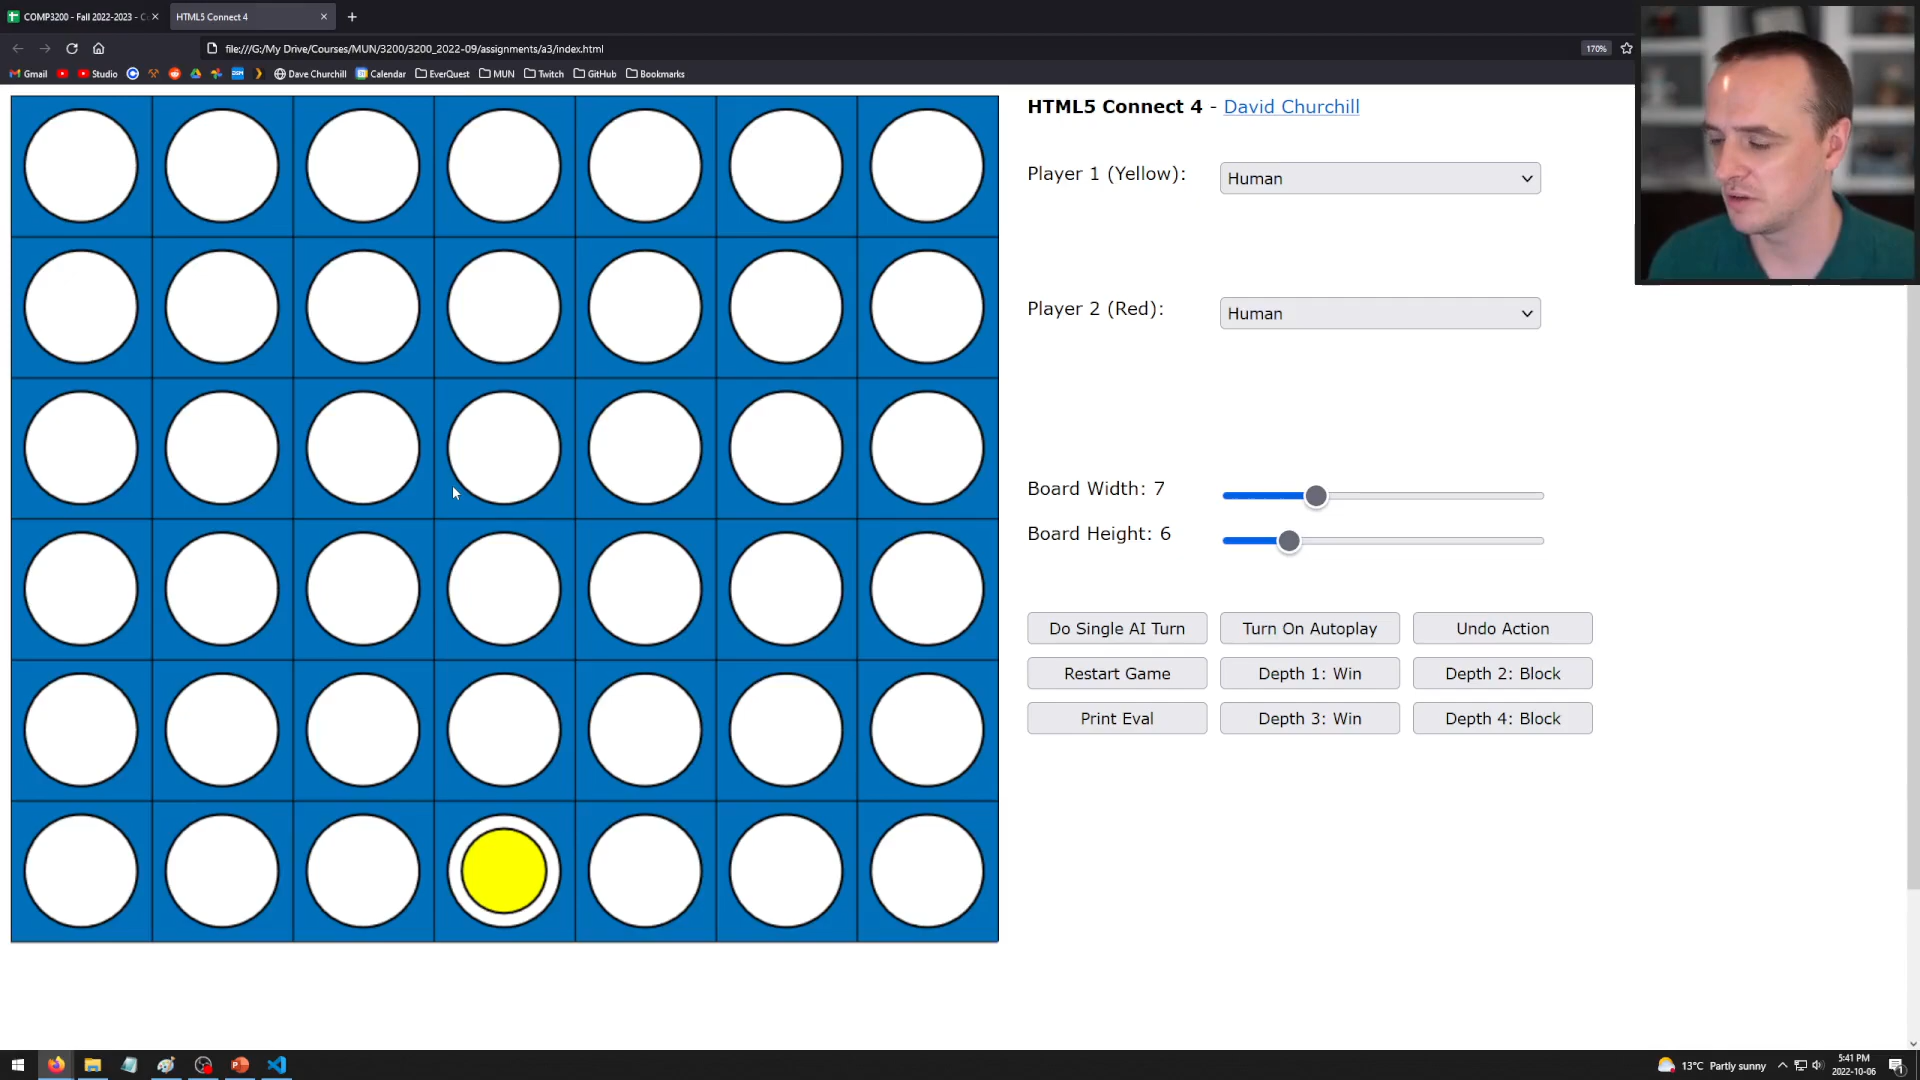 COMP3200 - Fall 2022-2023 - C
HTML5 Connect 4
file:///G:/My Drive/Courses/MUN/3200/3200_2022-09/assignments/a3/index.html
170%
Gmail
Studio
Dave Churchill
Calendar
EverQuest
MUN
Twitch
GitHub
Bookmarks
HTML5 Connect 4 - David Churchill
Player 1 (Yellow):
Human
Player 2 (Red):
Human
Board Width: 7
Board Height: 6
Do Single AI Turn
Turn On Autoplay
Undo Action
Restart Game
Depth 1: Win
Depth 2: Block
Print Eval
Depth 3: Win
Depth 4: Block
13°C Partly sunny
5:41 PM
2022-10-06